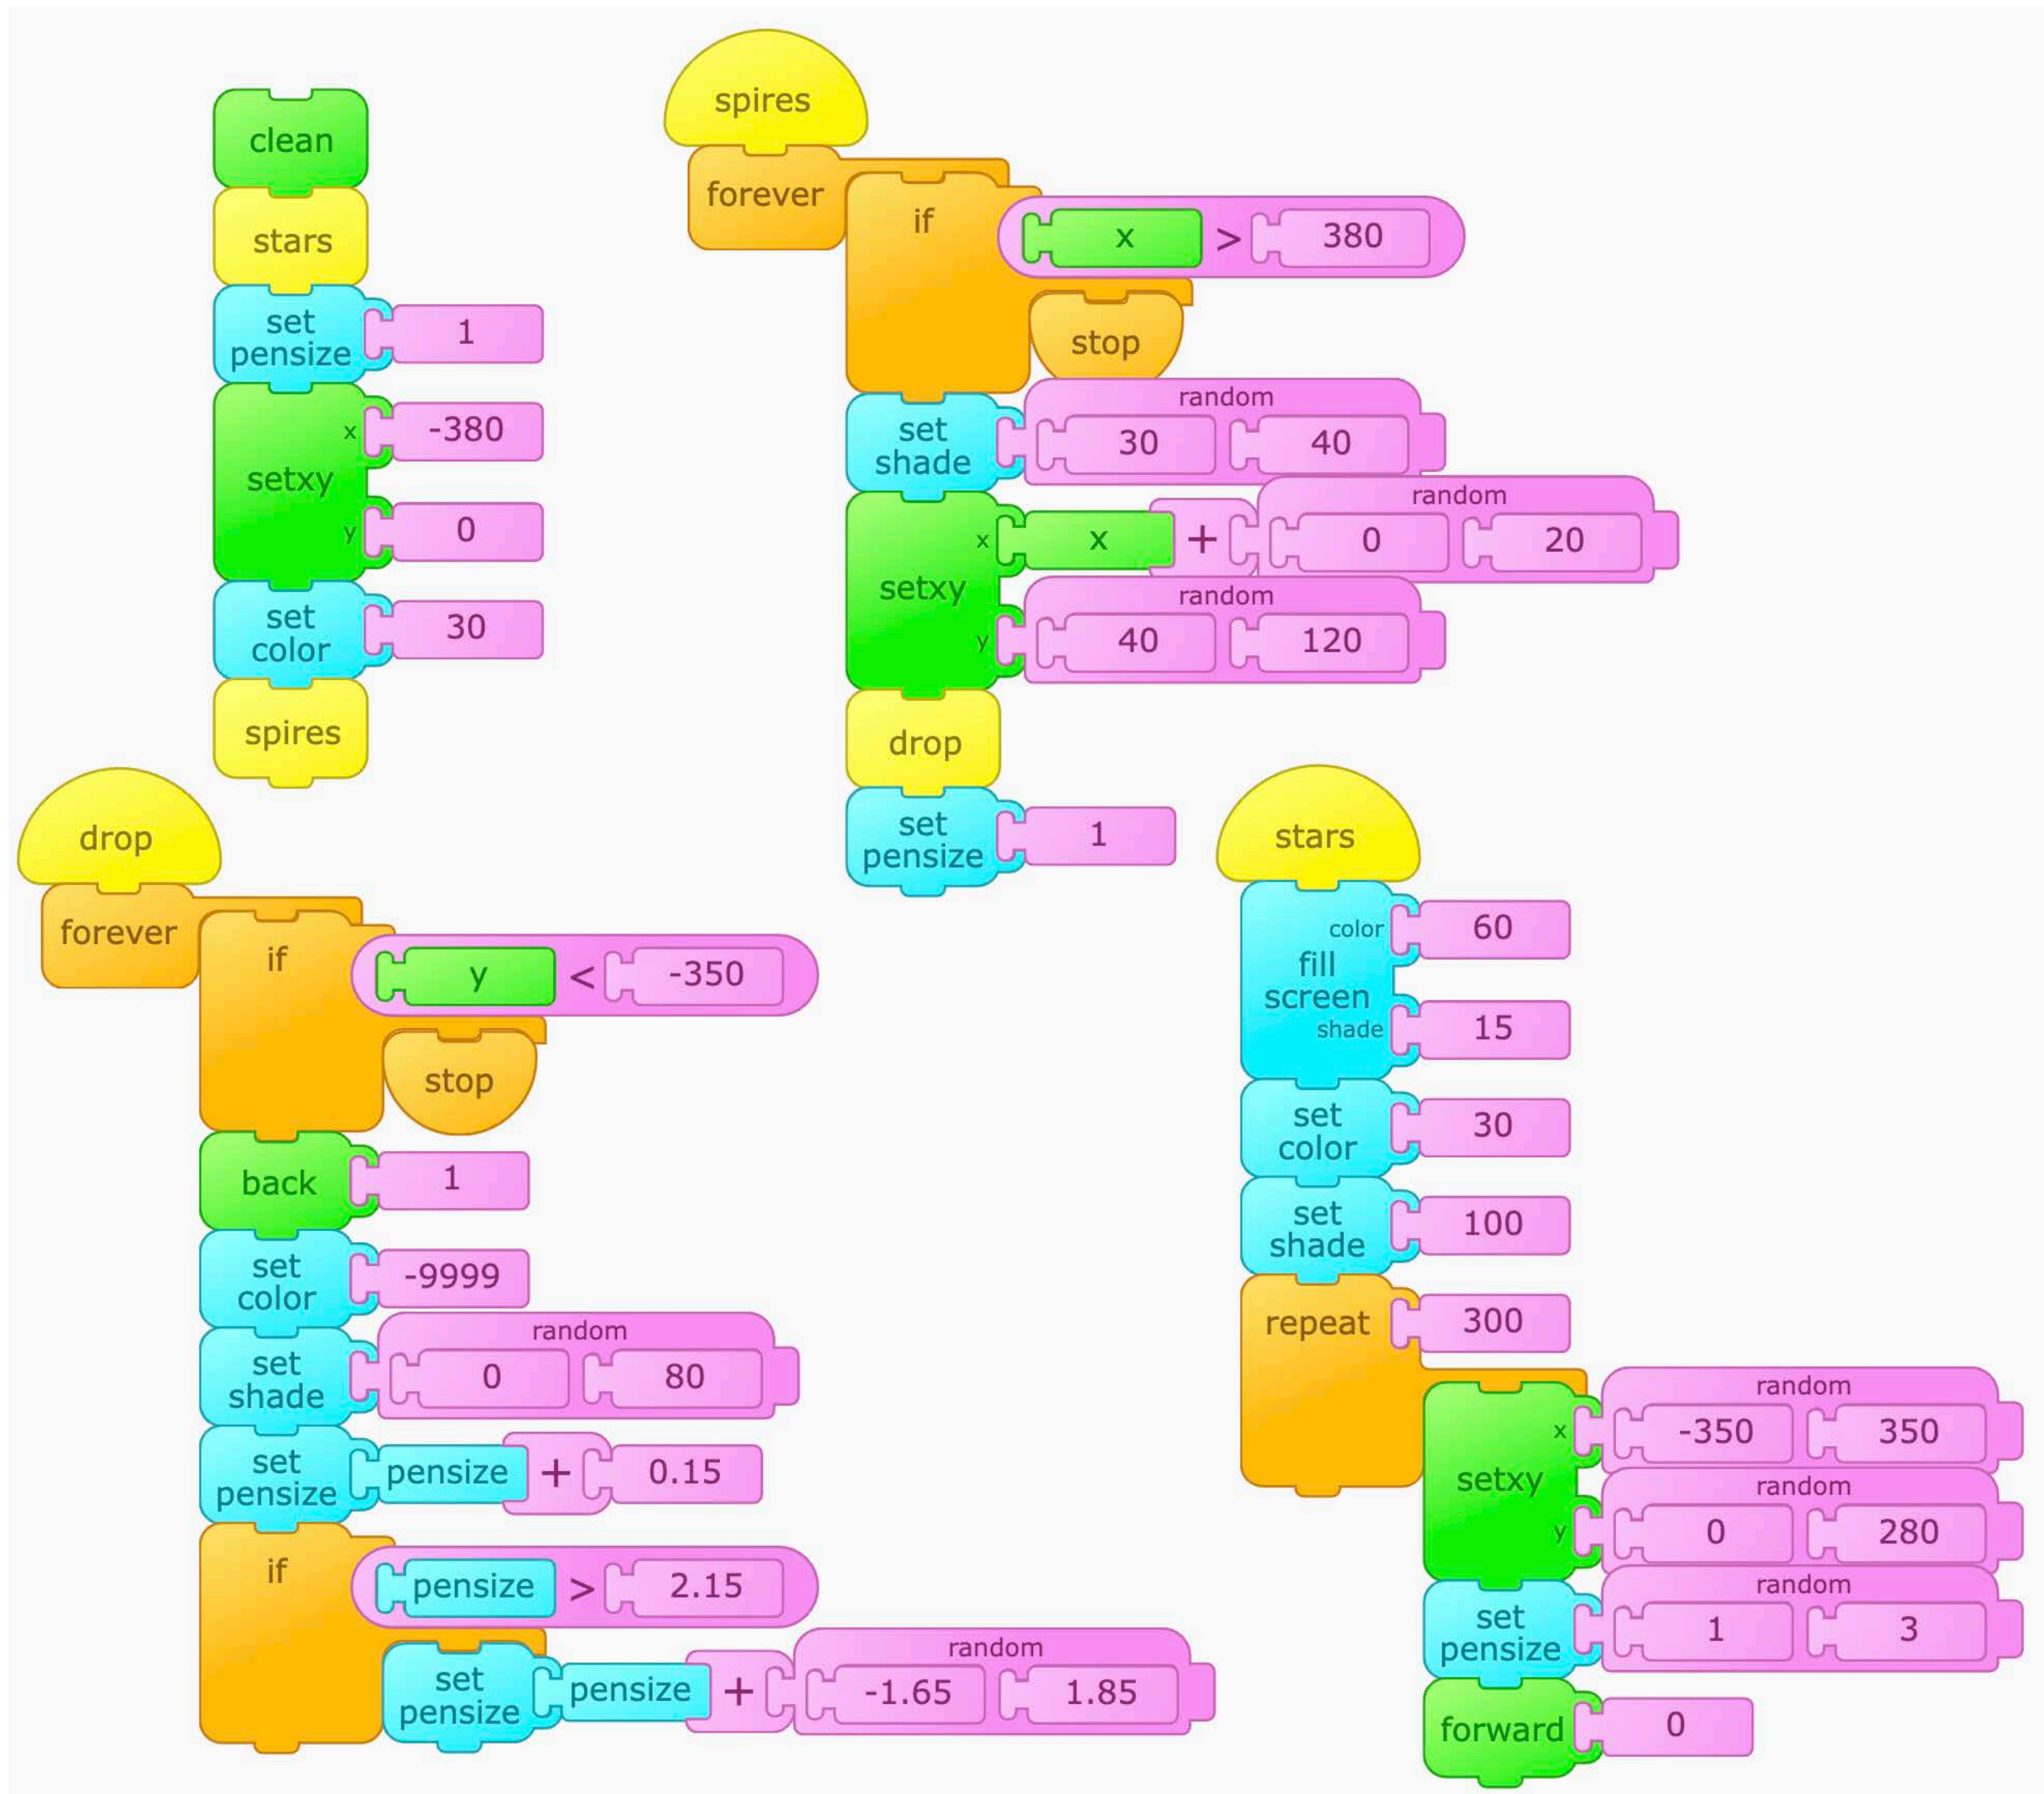 clean
stars
set
pensize 1
setxy x -380
y 0
set
color 30
spires
spires
forever
if x > 380
stop
set
shade random 30 40
setxy x x + random 0 20
y random 40 120
drop
set
pensize 1
drop
forever
if y < -350
stop
back 1
set
color -9999
set
shade random 0 80
set
pensize pensize + 0.15
if pensize > 2.15
set
pensize pensize + random -1.65 1.85
stars
color 60
fill
screen
shade 15
set
color 30
set
shade 100
repeat 300
setxy x random -350 350
y random 0 280
set
pensize random 1 3
forward 0